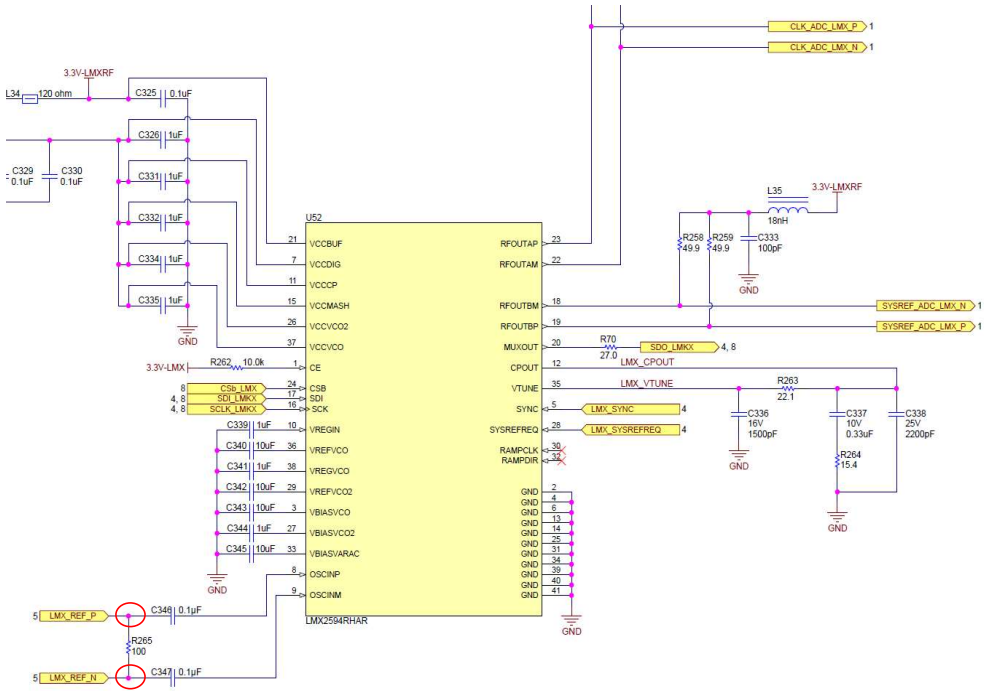 CLK_ADC_LMX_P 1
CLK_ADC_LMX_N 1
3.3V-LMXRF
L34 120 ohm
C325 0.1uF
C326 1uF
C329
0.1uF
C330
0.1uF
C331 1uF
C332 1uF
C334 1uF
C335 1uF
GND
U52
21 VCCBUF
7 VCCDIG
11 VCCCP
15 VCCMASH
26 VCCVCO2
37 VCCVCO
3.3V-LMX R262 10.0k 1 CE
8 CSb_LMX 24 CSB
4, 8 SDI_LMKX 17 SDI
4, 8 SCLK_LMKX 16 SCK
C339 1uF 10 VREGIN
C340 10uF 36 VREFVCO
C341 1uF 38 VREGVCO
C342 10uF 29 VREFVCO2
C343 10uF 3 VBIASVCO
C344 1uF 27 VBIASVCO2
C345 10uF 33 VBIASVARAC
GND
8 OSCINP
9 OSCINM
LMX2594RHAR
5 LMX_REF_P C346 0.1µF
R265
100
5 LMX_REF_N C347 0.1µF
RFOUTAP 23
RFOUTAM 22
RFOUTBM 18
RFOUTBP 19
MUXOUT 20
CPOUT 12
VTUNE 35
SYNC 5
SYSREFREQ 28
RAMPCLK 30
RAMPDIR 32
GND 2
GND 4
GND 6
GND 13
GND 14
GND 25
GND 31
GND 34
GND 39
GND 40
GND 41
GND
L35
18nH
3.3V-LMXRF
R258
49.9
R259
49.9
C333
100pF
GND
SYSREF_ADC_LMX_N 1
SYSREF_ADC_LMX_P 1
R70
27.0
SDO_LMKX 4, 8
LMX_CPOUT
LMX_VTUNE
R263
22.1
LMX_SYNC 4
LMX_SYSREFREQ 4
C336
16V
1500pF
GND
C337
10V
0.33uF
C338
25V
2200pF
R264
15.4
GND